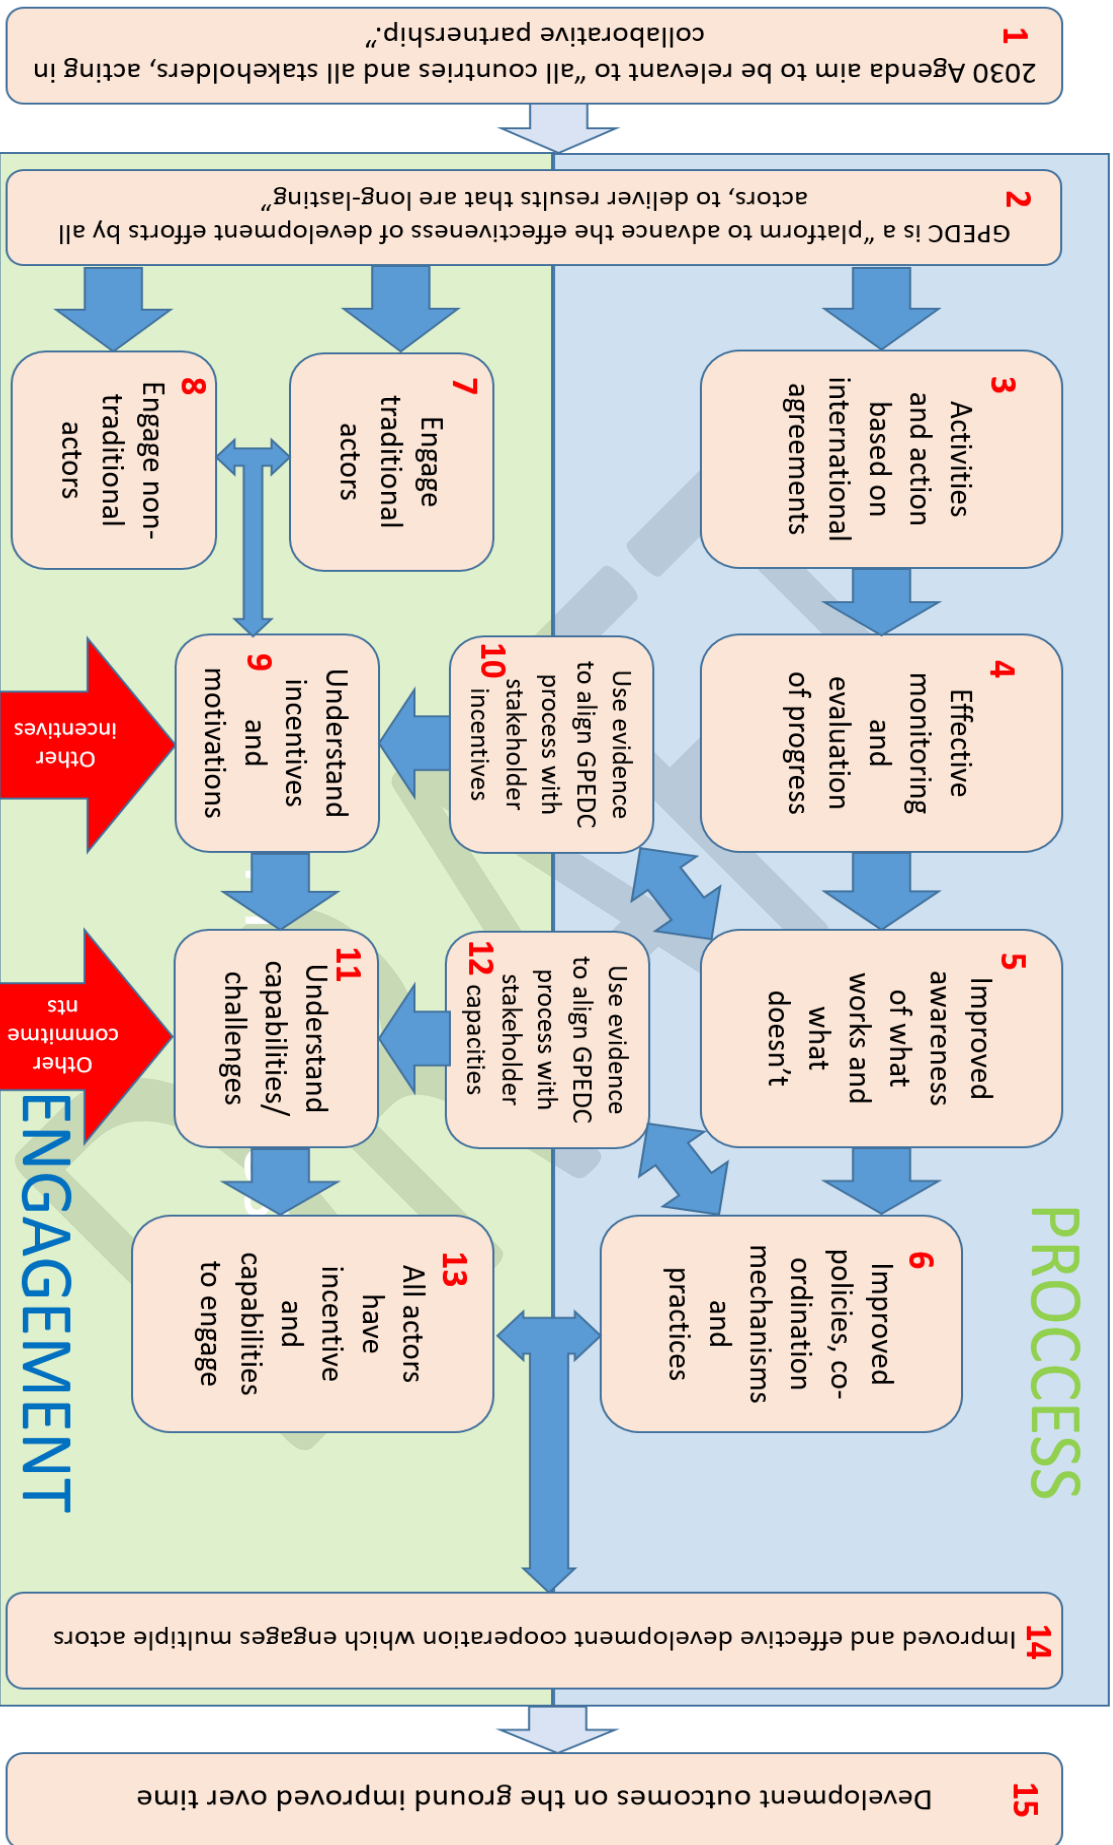 1
2030 Agenda aim to be relevant to “all” countries and all stakeholders, acting in
collaborative partnership.”
2
GPEDC is a “platform to advance the effectiveness of development efforts by all
actors, to deliver results that are long-lasting”
PROCCESS
3
Activities
and action
based on
international
agreements
4
Effective
monitoring
and
evaluation
of progress
5
Improved
awareness
of what
works and
what
doesn’t
6
Improved
policies, co-
ordination
mechanisms
and
practices
7
Engage
traditional
actors
8
Engage non-
traditional
actors
Use evidence
to align GPEDC
process with
stakeholder
10 incentives
Use evidence
to align GPEDC
process with
stakeholder
12 capacities
Understand
incentives
9
and
motivations
11
Understand
capabilities/
challenges
13
All actors
have
incentive
and
capabilities
to engage
Other
incentives
Other
commitme
nts
ENGAGEMENT
14
Improved and effective development cooperation which engages multiple actors
15
Development outcomes on the ground improved over time
DRAFT